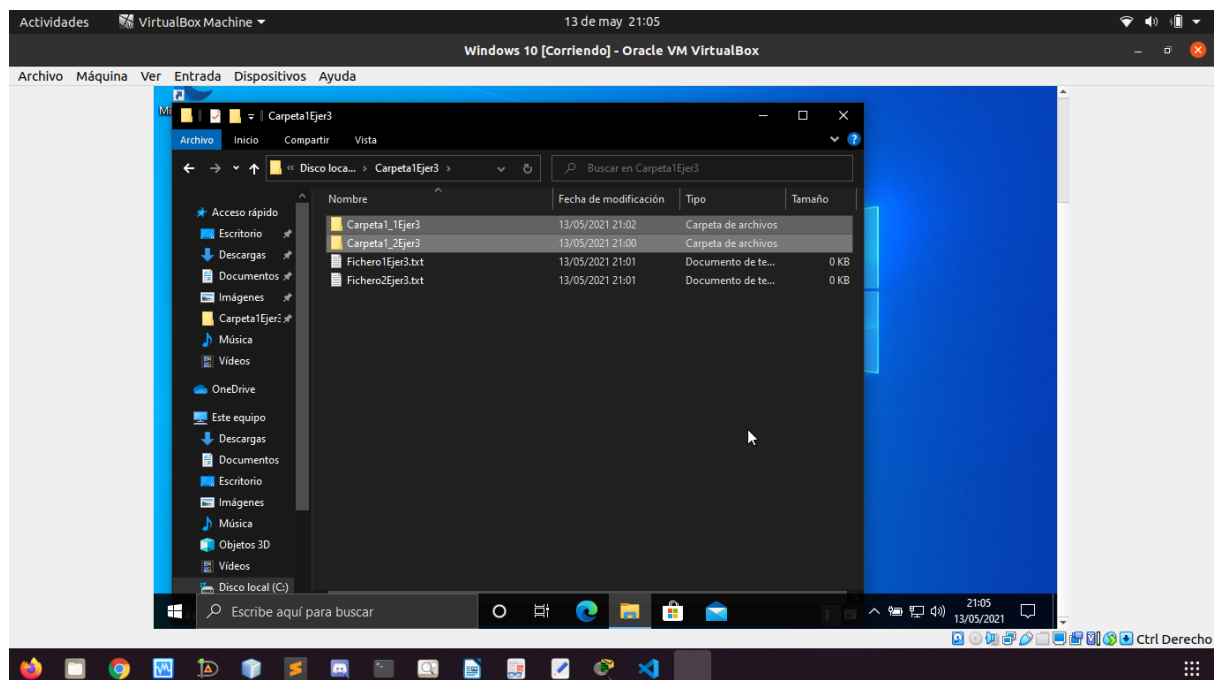 Actividades VirtualBox Machine 13 de may 21:05
Windows 10 [Corriendo] - Oracle VM VirtualBox
Archivo Máquina Ver Entrada Dispositivos Ayuda
Carpeta1Ejer3
Archivo Inicio Compartir Vista
« Disco loca... > Carpeta1Ejer3 > Buscar en Carpeta1Ejer3
Nombre Fecha de modificación Tipo Tamaño
Carpeta1_1Ejer3 13/05/2021 21:02 Carpeta de archivos
Carpeta1_2Ejer3 13/05/2021 21:00 Carpeta de archivos
Fichero1Ejer3.txt 13/05/2021 21:01 Documento de te... 0 KB
Fichero2Ejer3.txt 13/05/2021 21:01 Documento de te... 0 KB
Acceso rápido
Escritorio
Descargas
Documentos
Imágenes
Carpeta1Ejer
Música
Vídeos
OneDrive
Este equipo
Descargas
Documentos
Escritorio
Imágenes
Música
Objetos 3D
Vídeos
Disco local (C:)
Escribe aquí para buscar
21:05
13/05/2021
Ctrl Derecho